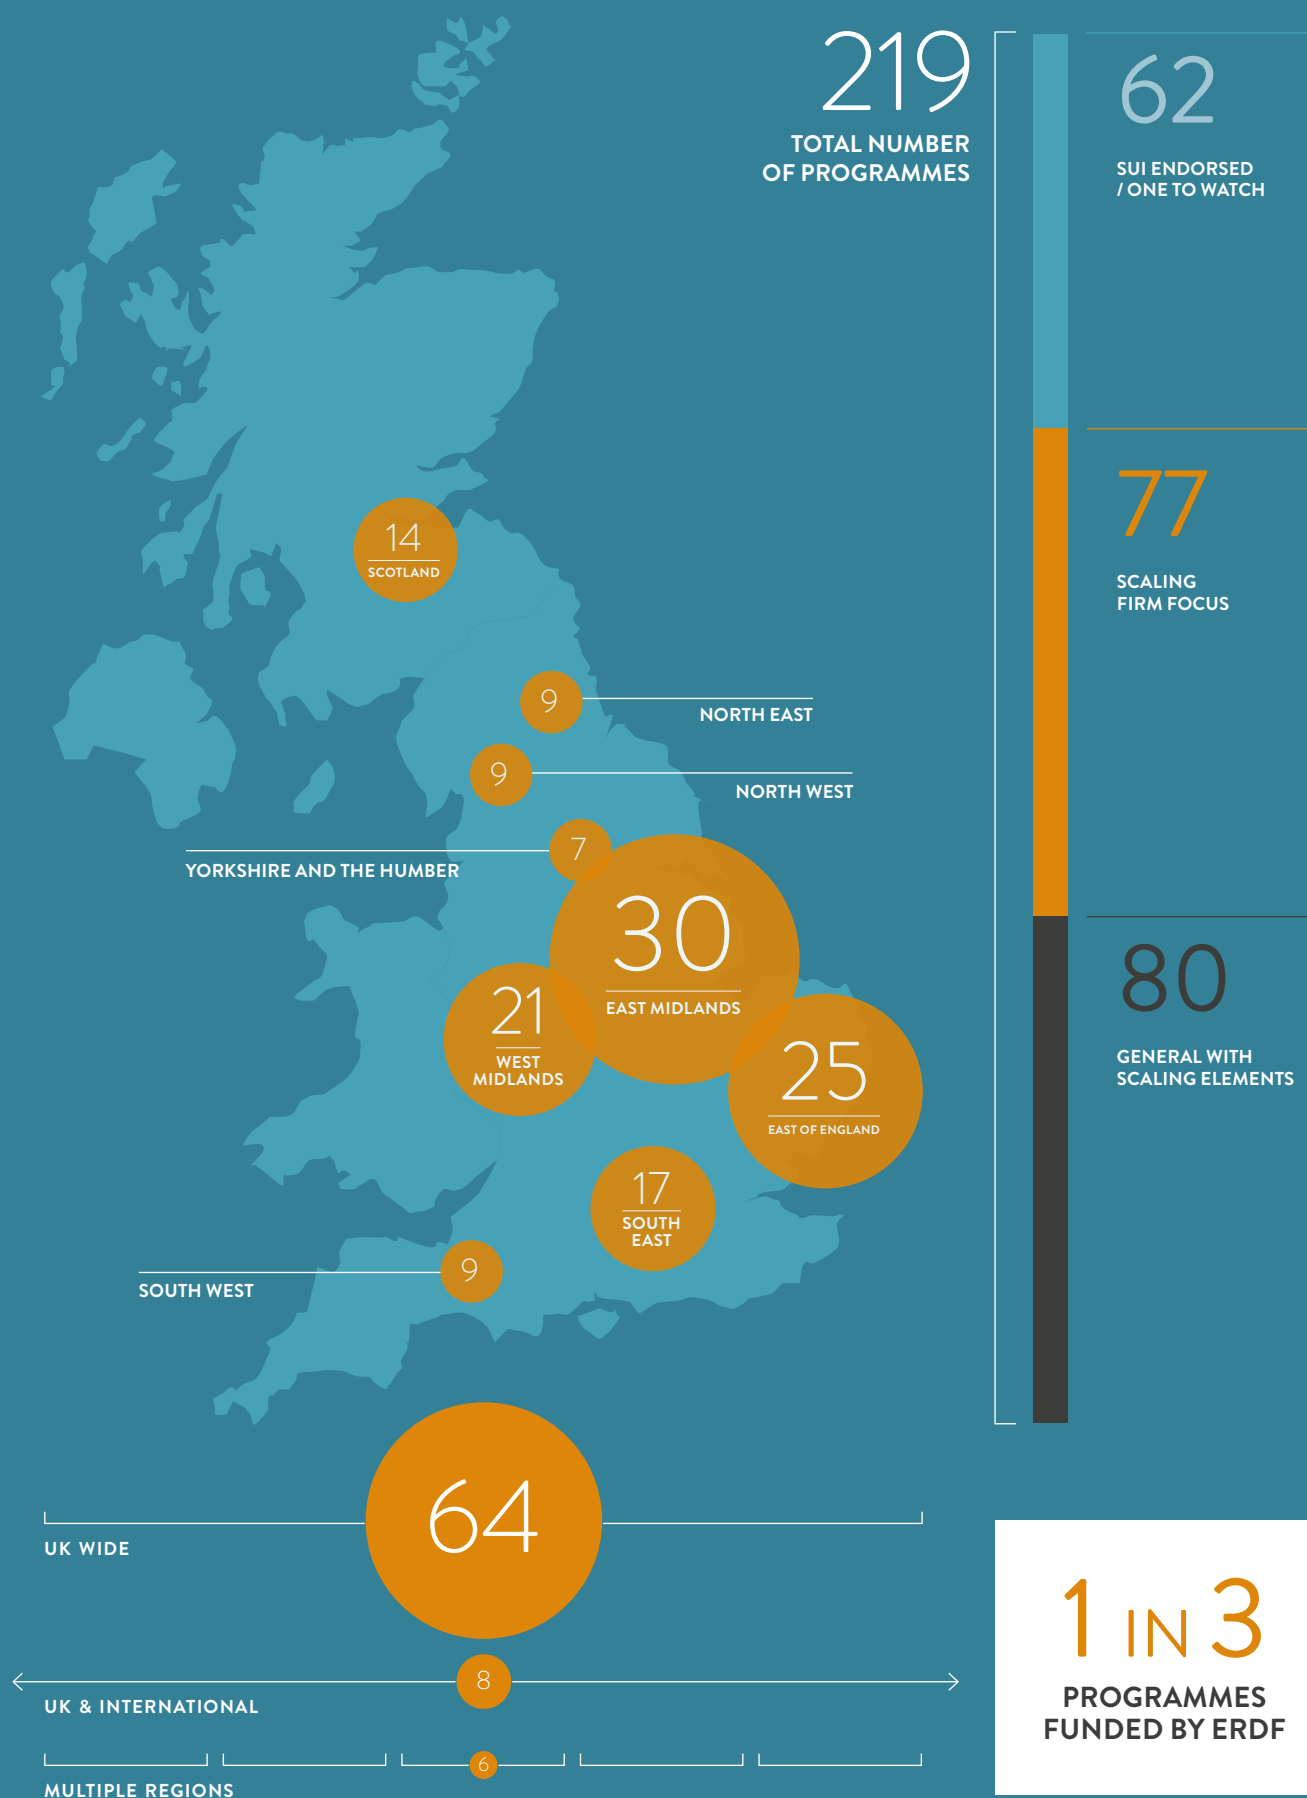 219
TOTAL NUMBER
OF PROGRAMMES
62
SUI ENDORSED
/ ONE TO WATCH
77
SCALING
FIRM FOCUS
80
GENERAL WITH
SCALING ELEMENTS
14
SCOTLAND
9
NORTH EAST
9
NORTH WEST
7
YORKSHIRE AND THE HUMBER
30
EAST MIDLANDS
21
WEST
MIDLANDS
25
EAST OF ENGLAND
17
SOUTH
EAST
9
SOUTH WEST
64
UK WIDE
8
UK & INTERNATIONAL
6
MULTIPLE REGIONS
1 IN 3
PROGRAMMES
FUNDED BY ERDF